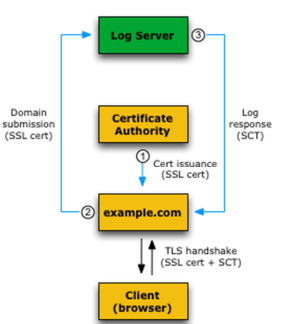 Log Server
3
Domain
submission
(SSL cert)
Log
response
(SCT)
Certificate
Authority
1
Cert issuance
(SSL cert)
2
example.com
TLS handshake
(SSL cert + SCT)
Client
(browser)